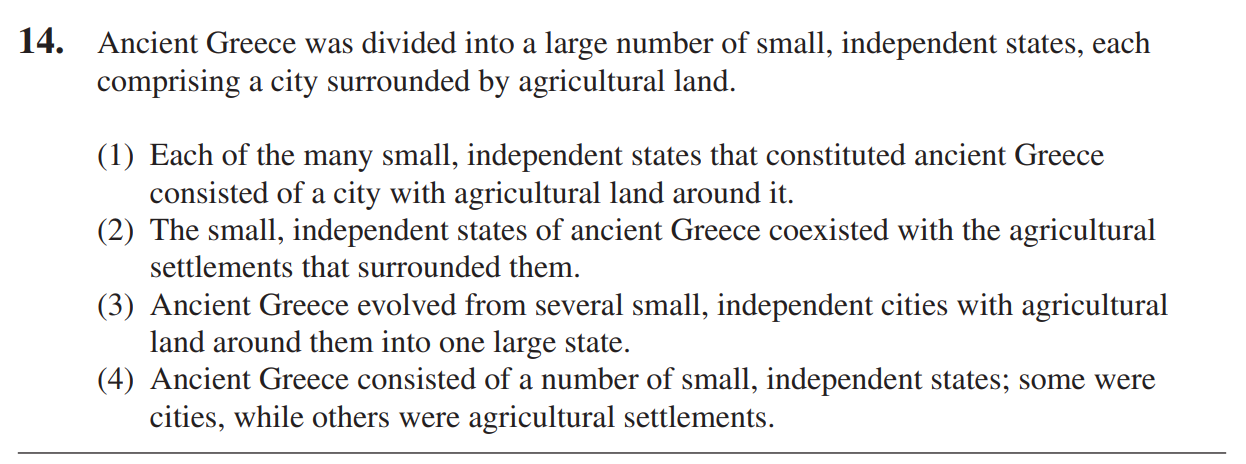 14. Ancient Greece was divided into a large number of small, independent states, each
comprising a city surrounded by agricultural land.
(1) Each of the many small, independent states that constituted ancient Greece
consisted of a city with agricultural land around it.
(2) The small, independent states of ancient Greece coexisted with the agricultural
settlements that surrounded them.
(3) Ancient Greece evolved from several small, independent cities with agricultural
land around them into one large state.
(4) Ancient Greece consisted of a number of small, independent states; some were
cities, while others were agricultural settlements.